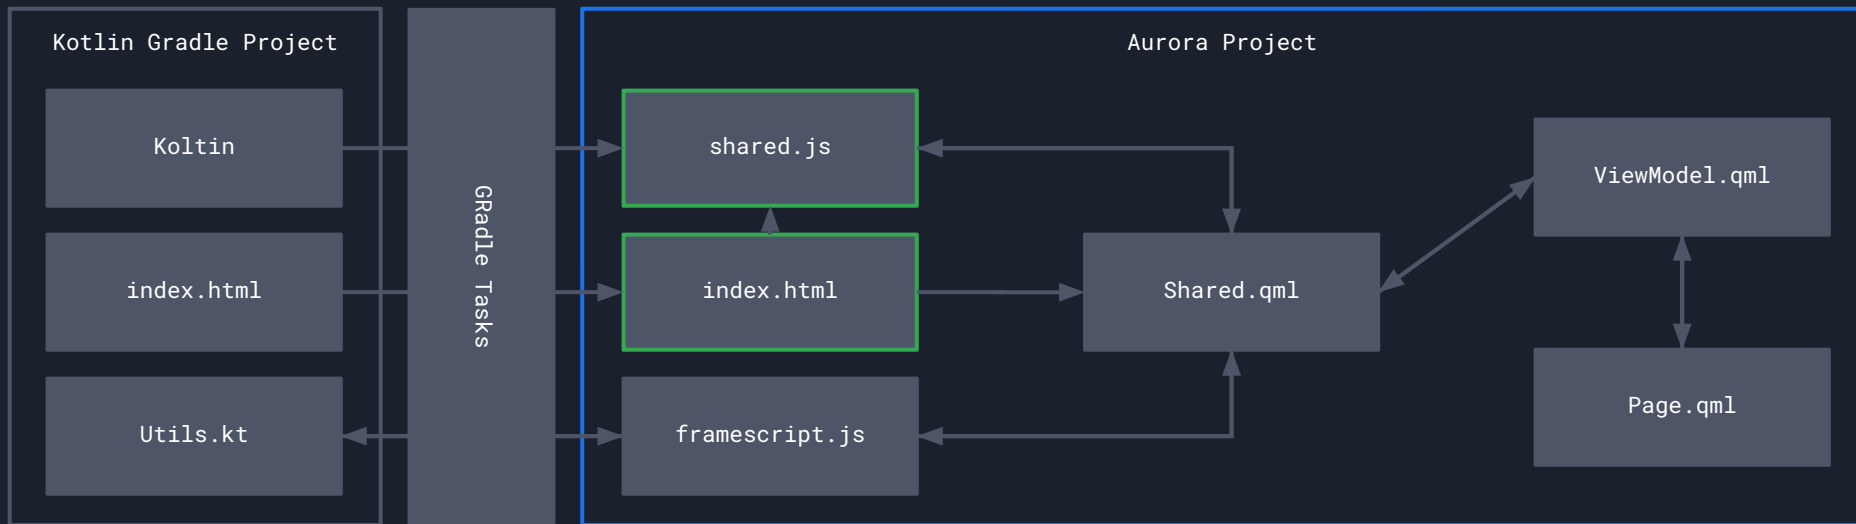 Kotlin Gradle Project
Koltin
index.html
Utils.kt
GRadle Tasks
Aurora Project
shared.js
index.html
framescript.js
Shared.qml
ViewModel.qml
Page.qml